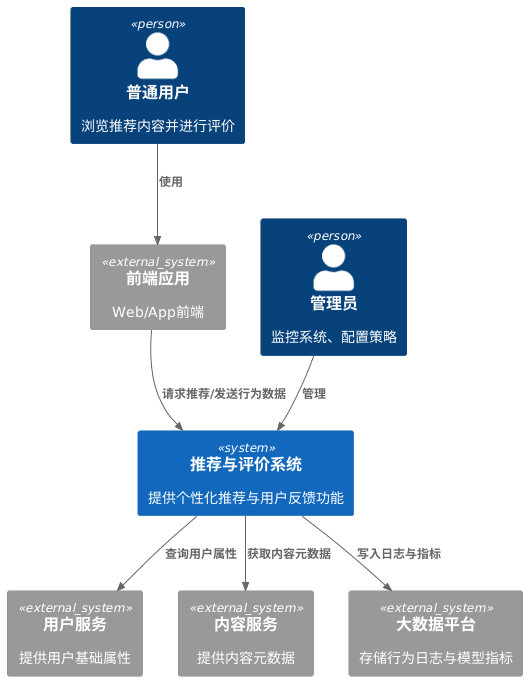 «person»
普通用户
浏览推荐内容并进行评价
使用
«external_system»
前端应用
Web/App前端
«person»
管理员
监控系统、配置策略
请求推荐/发送行为数据
管理
«system»
推荐与评价系统
提供个性化推荐与用户反馈功能
查询用户属性
获取内容元数据
写入日志与指标
«external_system»
用户服务
提供用户基础属性
«external_system»
内容服务
提供内容元数据
«external_system»
大数据平台
存储行为日志与模型指标